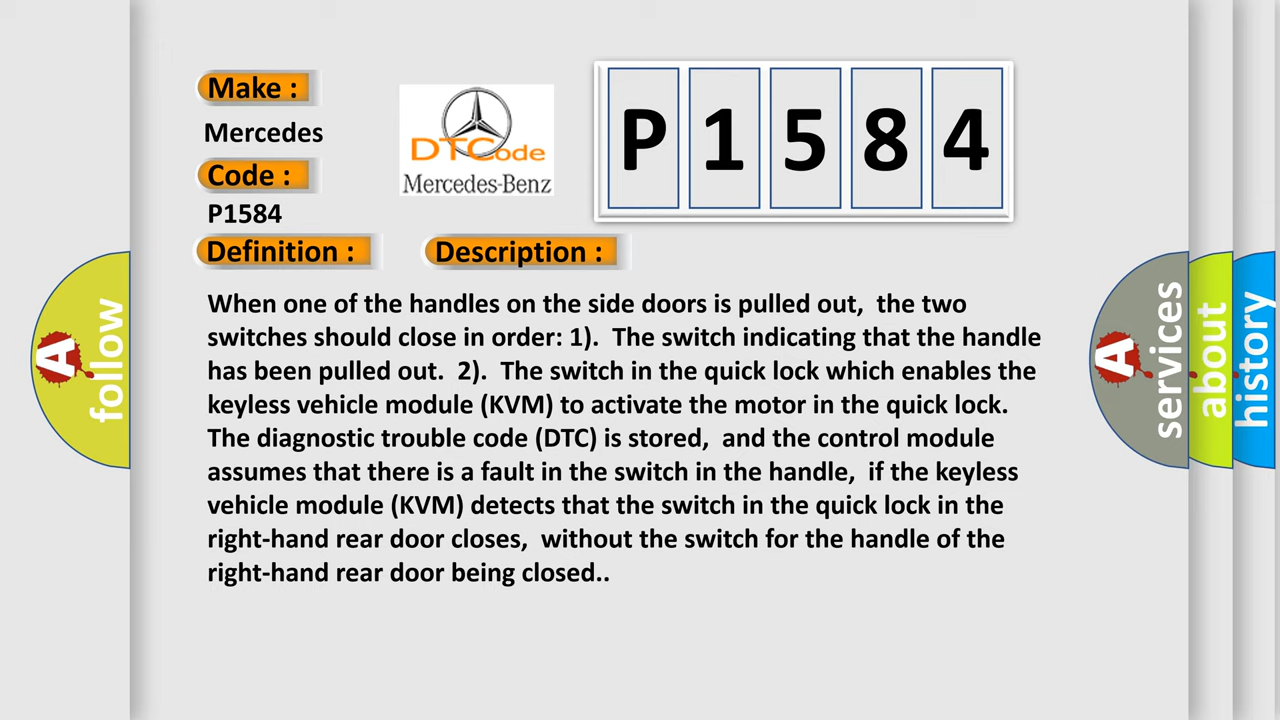 Make :
Mercedes
Code :
P1584
Definition :
Description :
DTCode
Mercedes-Benz
P 1 5 8 4
When one of the handles on the side doors is pulled out,  the two
switches should close in order: 1).  The switch indicating that the handle
has been pulled out.  2).  The switch in the quick lock which enables the
keyless vehicle module (KVM) to activate the motor in the quick lock.
The diagnostic trouble code (DTC) is stored,  and the control module
assumes that there is a fault in the switch in the handle,  if the keyless
vehicle module (KVM) detects that the switch in the quick lock in the
right-hand rear door closes,  without the switch for the handle of the
right-hand rear door being closed..
A follow
A services
about
history